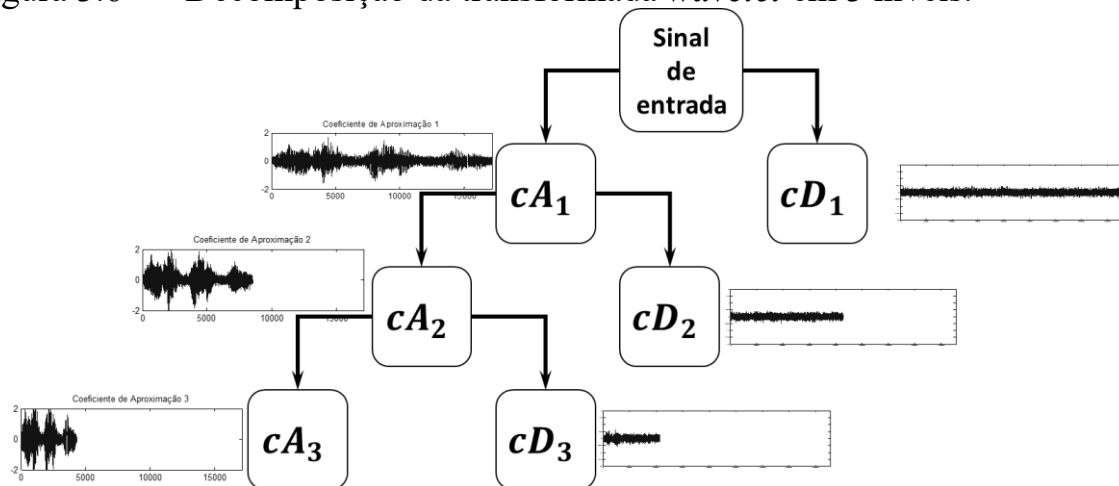 Decomposição da transformada wavelet em 3 níveis.
Sinal
de
entrada
Coeficiente de Aproximação 1
2
0
-2
0 5000 10000 15000
cA₁
cD₁
Coeficiente de Aproximação 2
2
0
-2
0 5000 10000 15000
cA₂
cD₂
Coeficiente de Aproximação 3
2
0
-2
0 5000 10000 15000
cA₃
cD₃